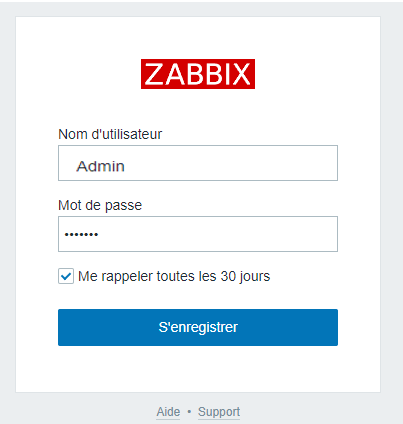 ZABBIX
Nom d'utilisateur
Admin
Mot de passe
•••••••
Me rappeler toutes les 30 jours
S'enregistrer
Aide • Support